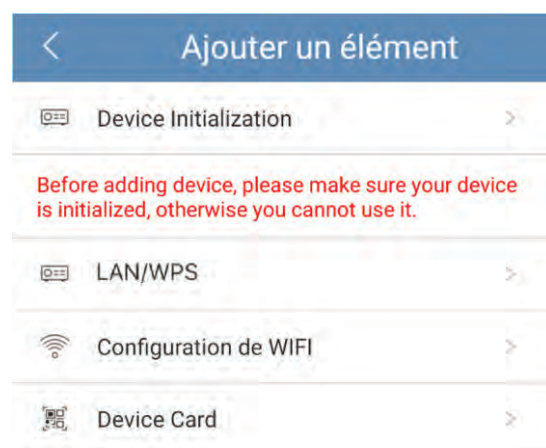 Ajouter un élément
Device Initialization
Before adding device, please make sure your device
is initialized, otherwise you cannot use it.
LAN/WPS
Configuration de WIFI
Device Card